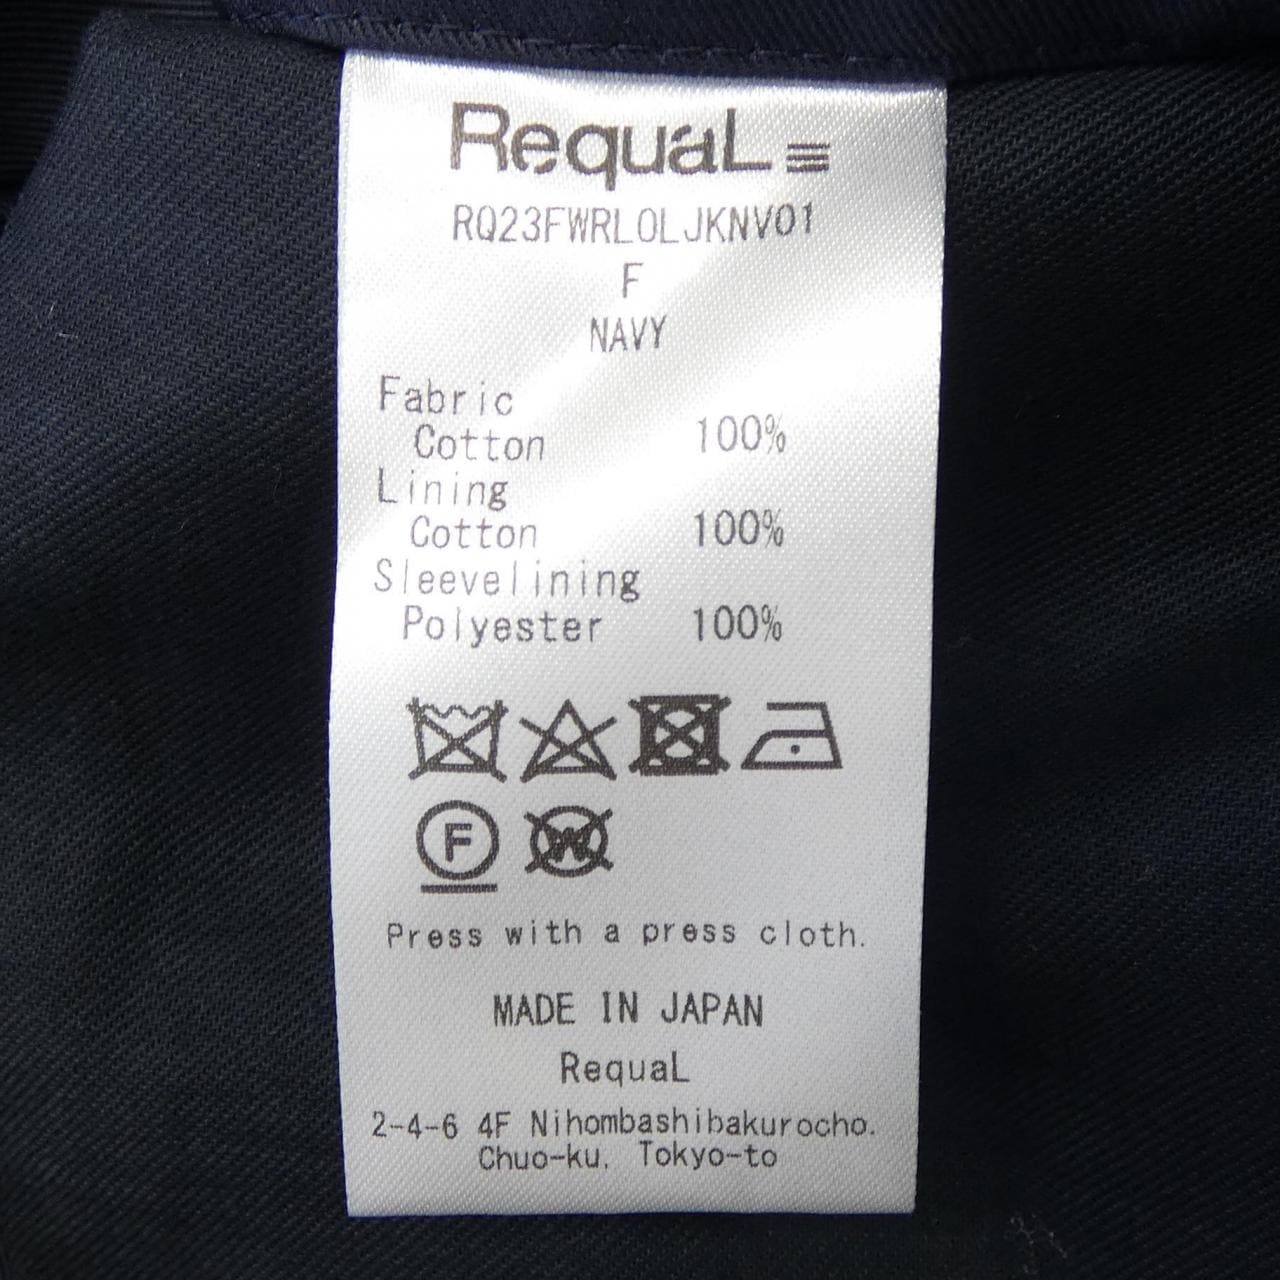 RequaL≡
RQ23FWRLOLJKNV01
F
NAVY
Fabric
Cotton 100%
Lining
Cotton 100%
Sleevelining
Polyester 100%
F W
Press with a press cloth.
MADE IN JAPAN
RequaL
2-4-6 4F Nihombashibakurocho.
Chuo-ku. Tokyo-to